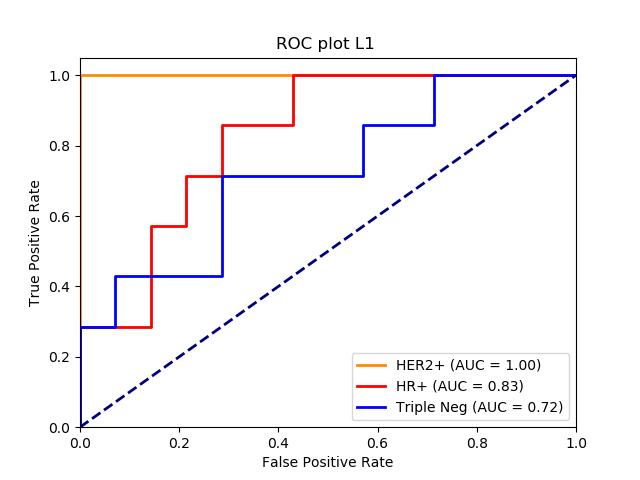 ROC plot L1
True Positive Rate
1.0
0.8
0.6
0.4
0.2
0.0
HER2+ (AUC = 1.00)
HR+ (AUC = 0.83)
Triple Neg (AUC = 0.72)
0.0 0.2 0.4 0.6 0.8 1.0
False Positive Rate